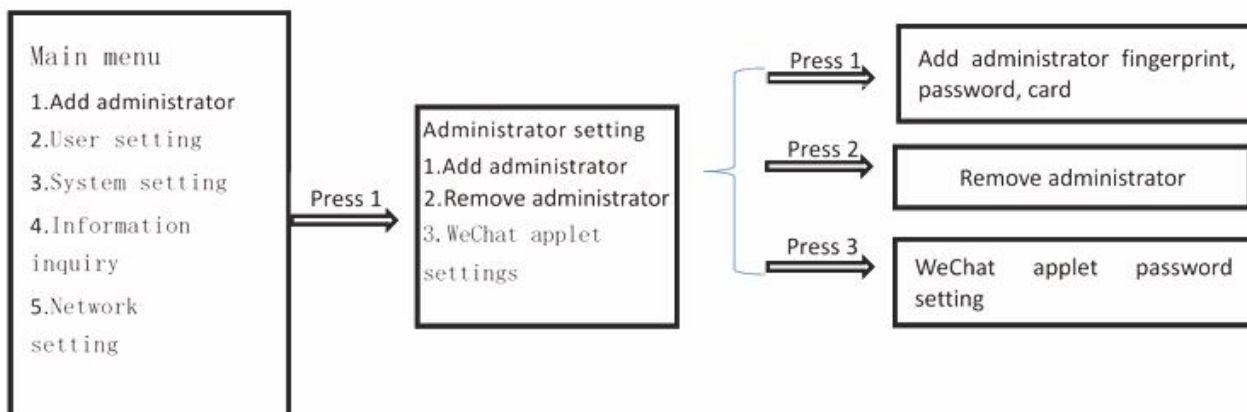 Main menu
1.Add administrator
2.User setting
3.System setting
4.Information
inquiry
5.Network
setting
Press 1
Administrator setting
1.Add administrator
2.Remove administrator
3.WeChat applet
settings
Press 1
Add administrator fingerprint,
password, card
Press 2
Remove administrator
Press 3
WeChat applet password
setting